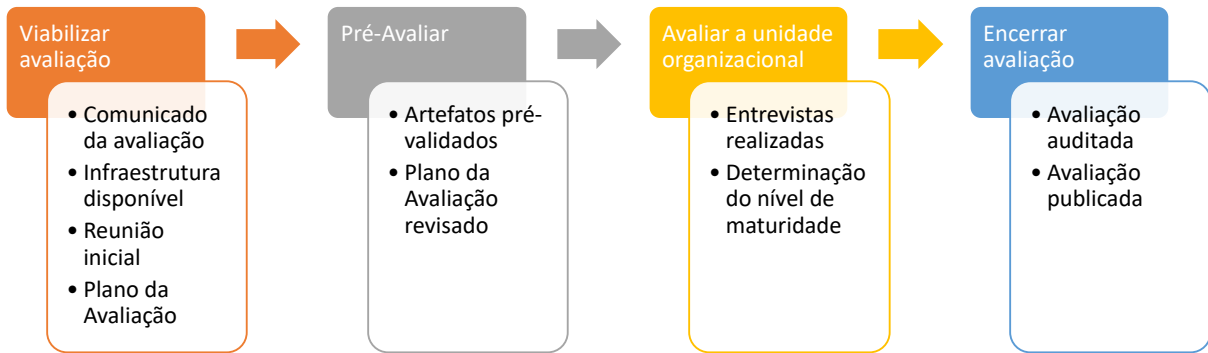 Viabilizar
avaliação
• Comunicado
da avaliação
• Infraestrutura
disponível
• Reunião
inicial
• Plano da
Avaliação
Pré-Avaliar
• Artefatos pré-
validados
• Plano da
Avaliação
revisado
Avaliar a unidade
organizacional
• Entrevistas
realizadas
• Determinação
do nível de
maturidade
Encerrar
avaliação
• Avaliação
auditada
• Avaliação
publicada